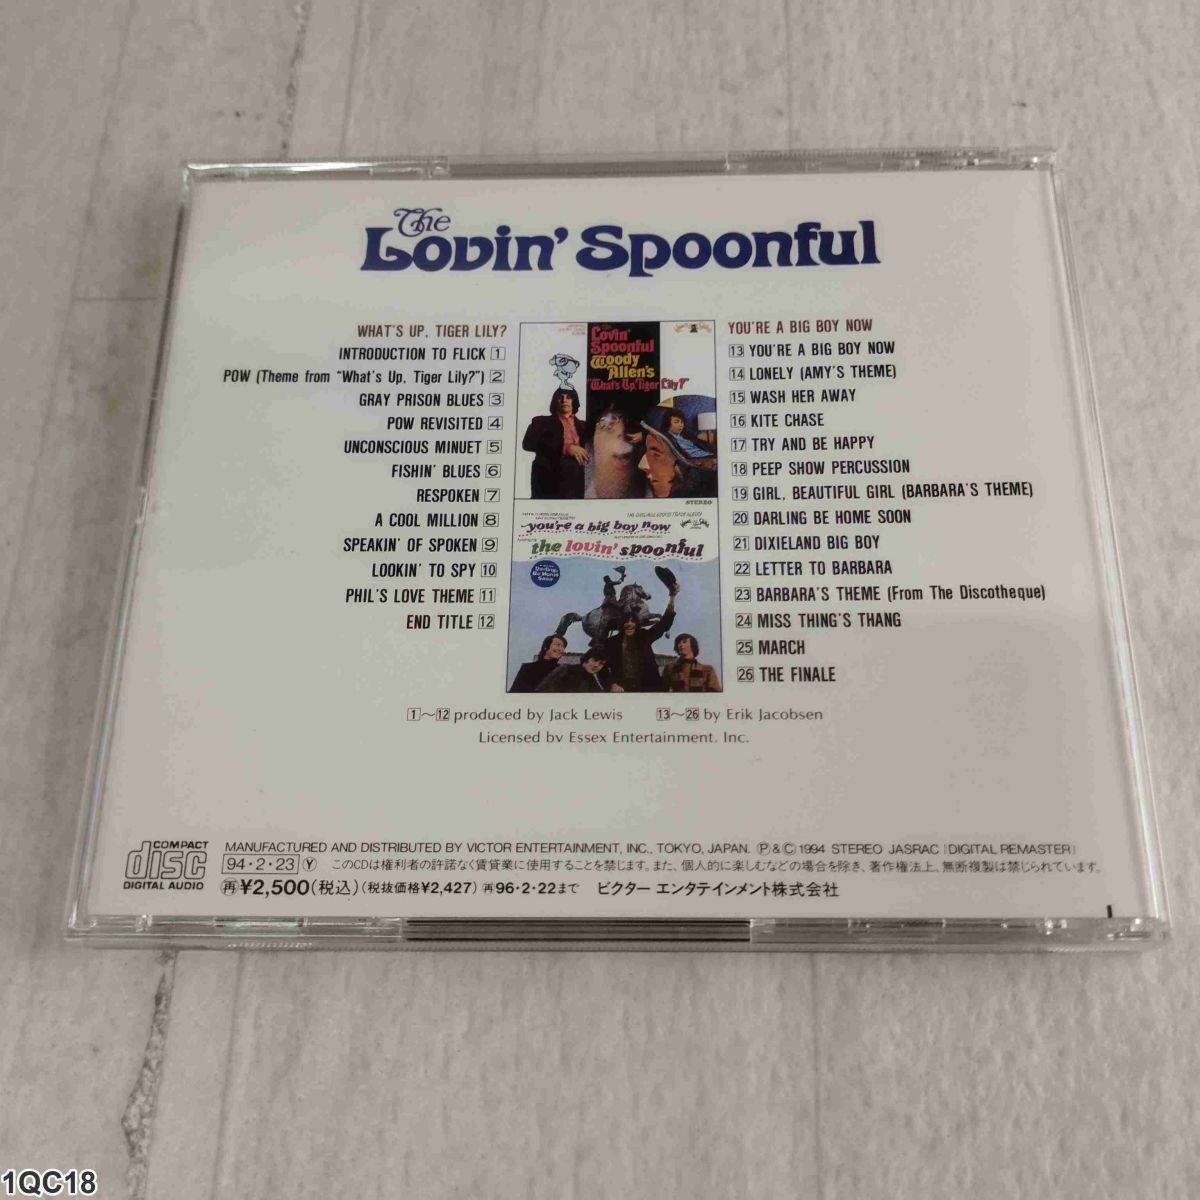 The
Lovin' Spoonful
WHAT'S UP, TIGER LILY?
INTRODUCTION TO FLICK 1
POW (Theme from "What's Up, Tiger Lily?") 2
GRAY PRISON BLUES 3
POW REVISITED 4
UNCONSCIOUS MINUET 5
FISHIN' BLUES 6
RESPOKEN 7
A COOL MILLION 8
SPEAKIN' OF SPOKEN 9
LOOKIN' TO SPY 10
PHIL'S LOVE THEME 11
END TITLE 12
The
Lovin'
Spoonful
Woody
Allen's
"What's Up, Tiger Lily?"
STEREO
you're a big boy now
the lovin' spoonful
Darling,
Be Home
Soon
YOU'RE A BIG BOY NOW
13 YOU'RE A BIG BOY NOW
14 LONELY (AMY'S THEME)
15 WASH HER AWAY
16 KITE CHASE
17 TRY AND BE HAPPY
18 PEEP SHOW PERCUSSION
19 GIRL, BEAUTIFUL GIRL (BARBARA'S THEME)
20 DARLING BE HOME SOON
21 DIXIELAND BIG BOY
22 LETTER TO BARBARA
23 BARBARA'S THEME (From The Discotheque)
24 MISS THING'S THANG
25 MARCH
26 THE FINALE
1～12 produced by Jack Lewis 13～26 by Erik Jacobsen
Licensed by Essex Entertainment, Inc.
COMPACT
disc
DIGITAL AUDIO
MANUFACTURED AND DISTRIBUTED BY VICTOR ENTERTAINMENT, INC., TOKYO, JAPAN. Ⓟ&Ⓒ 1994 STEREO JASRAC [DIGITAL REMASTER]
94・2・23 Ⓨ このCDは権利者の許諾なく賃貸業に使用することを禁じます。また、個人的に楽しむなどの場合を除き、著作権法上、無断複製は禁じられています。
再¥2,500(税込)(税抜価格¥2,427)再96・2・22まで ビクター エンタテインメント株式会社
1QC18